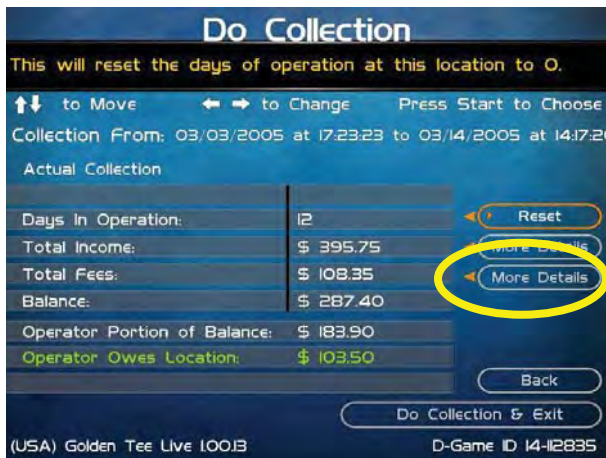 Do Collection
This will reset the days of operation at this location to 0.
to Move to Change Press Start to Choose
Collection From: 03/03/2005 at 17:23:23 to 03/14/2005 at 14:17:2
Actual Collection
Days In Operation: 12 Reset
Total Income: $ 395.75 More Details
Total Fees: $ 108.35 More Details
Balance: $ 287.40
Operator Portion of Balance: $ 183.90
Operator Owes Location: $ 103.50
Back
Do Collection & Exit
(USA) Golden Tee Live 1.00.13 D-Game ID 14-112835